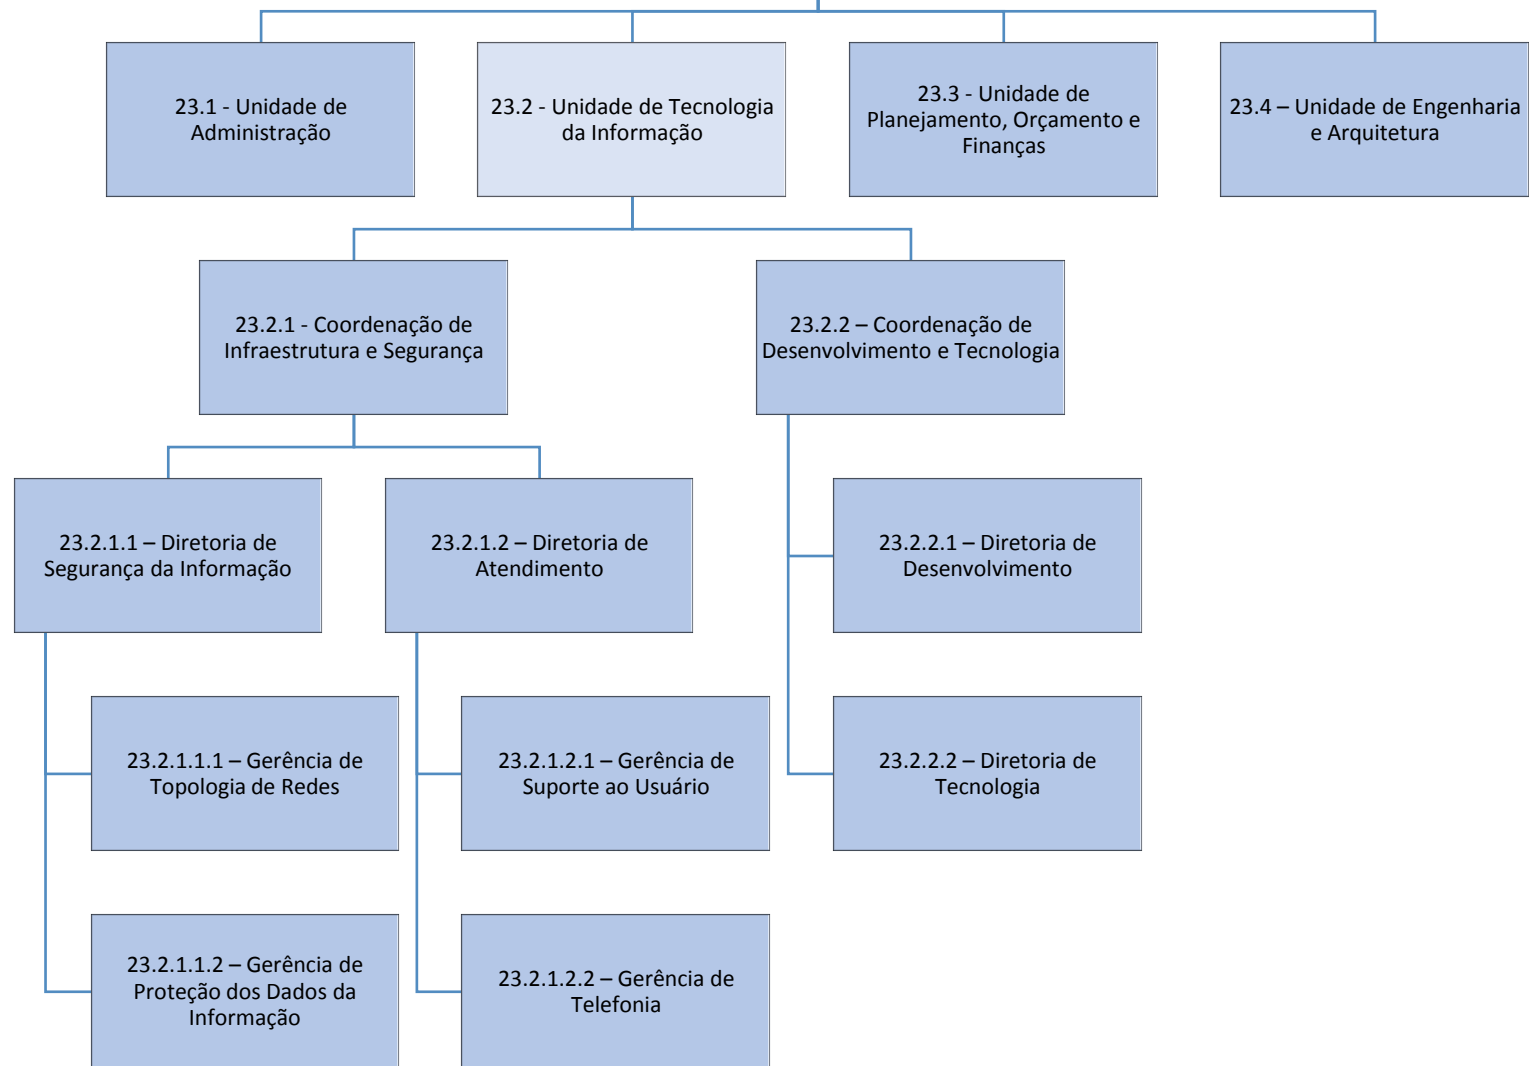 23.1 - Unidade de
Administração
23.2 - Unidade de Tecnologia
da Informação
23.3 - Unidade de
Planejamento, Orçamento e
Finanças
23.4 – Unidade de Engenharia
e Arquitetura
23.2.1 - Coordenação de
Infraestrutura e Segurança
23.2.2 – Coordenação de
Desenvolvimento e Tecnologia
23.2.1.1 – Diretoria de
Segurança da Informação
23.2.1.2 – Diretoria de
Atendimento
23.2.2.1 – Diretoria de
Desenvolvimento
23.2.1.1.1 – Gerência de
Topologia de Redes
23.2.1.2.1 – Gerência de
Suporte ao Usuário
23.2.2.2 – Diretoria de
Tecnologia
23.2.1.1.2 – Gerência de
Proteção dos Dados da
Informação
23.2.1.2.2 – Gerência de
Telefonia